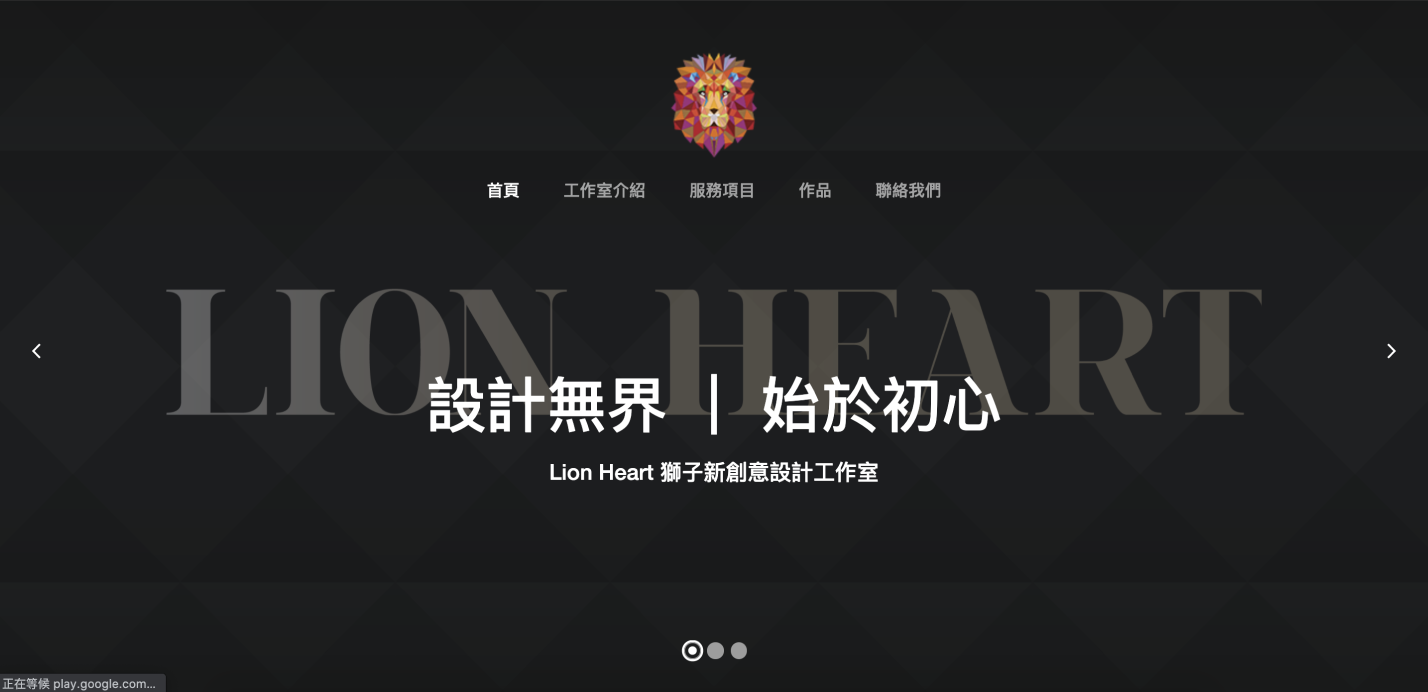 首頁 工作室介紹 服務項目 作品 聯絡我們
LION HEART
設計無界 | 始於初心
Lion Heart 獅子新創意設計工作室
正在等候 play.google.com...